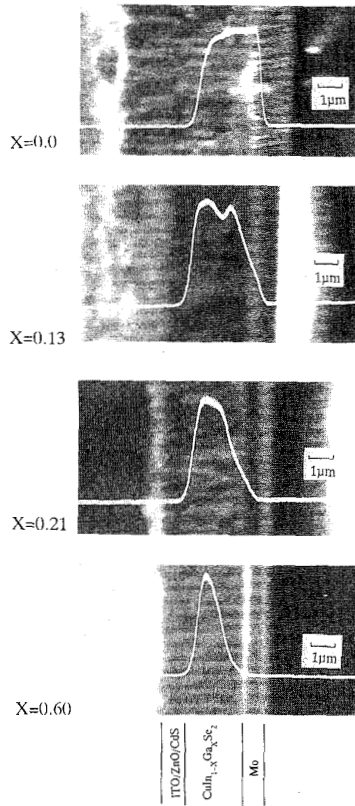 1μm
X=0.0
1μm
X=0.13
1μm
X=0.21
1μm
X=0.60
ITO/ZnO/CdS
CuIn₁₋ₓGaₓSe₂
Mo